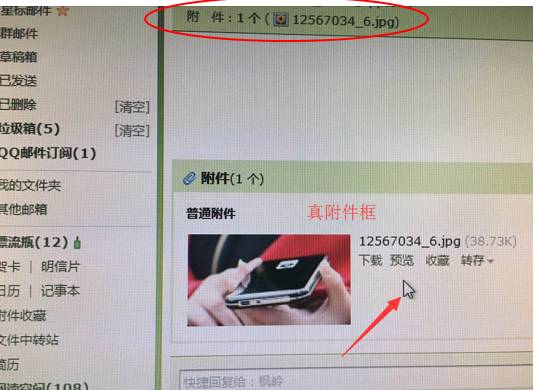 星标邮件
附 件：1 个 ( 12567034_6.jpg)
群邮件
草稿箱
已发送
已删除 [清空]
垃圾箱(5) [清空]
QQ邮件订阅(1)
我的文件夹
其他邮箱
漂流瓶(12)
贺卡 | 明信片
日历 | 记事本
附件收藏
文件中转站
简历
阅读空间(108)
附件(1 个)
普通附件
真附件框
12567034_6.jpg (38.73K)
下载 预览 收藏 转存
快捷回复给：枫岭